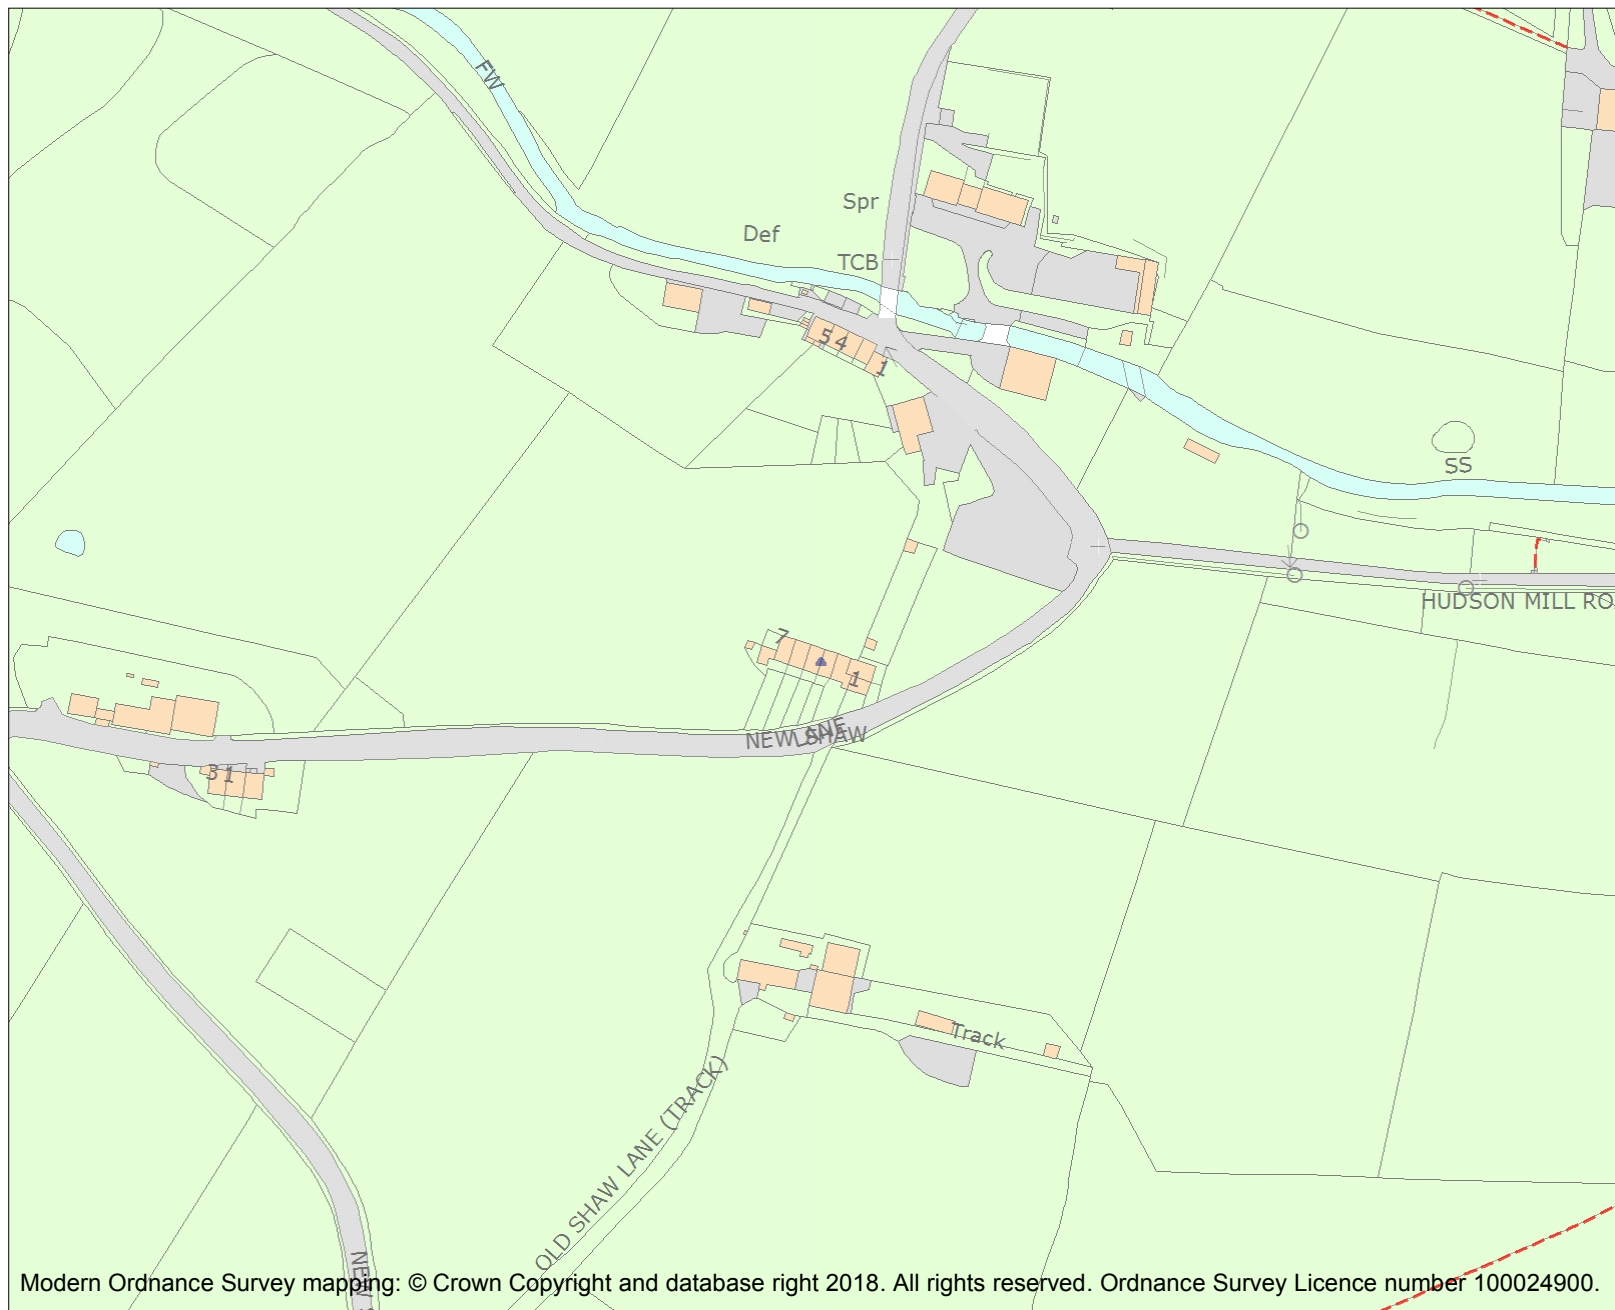 FW
Spr
Def
TCB
5 4
1
SS
HUDSON MILL RO
7
1
NEW SHAW
LANE
3 1
Track
OLD SHAW LANE (TRACK)
NEW
Modern Ordnance Survey mapping: © Crown Copyright and database right 2018. All rights reserved. Ordnance Survey Licence number 100024900.